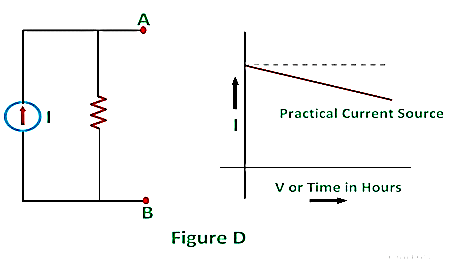 A
I
B
I
Practical Current Source
V or Time in Hours
Figure D